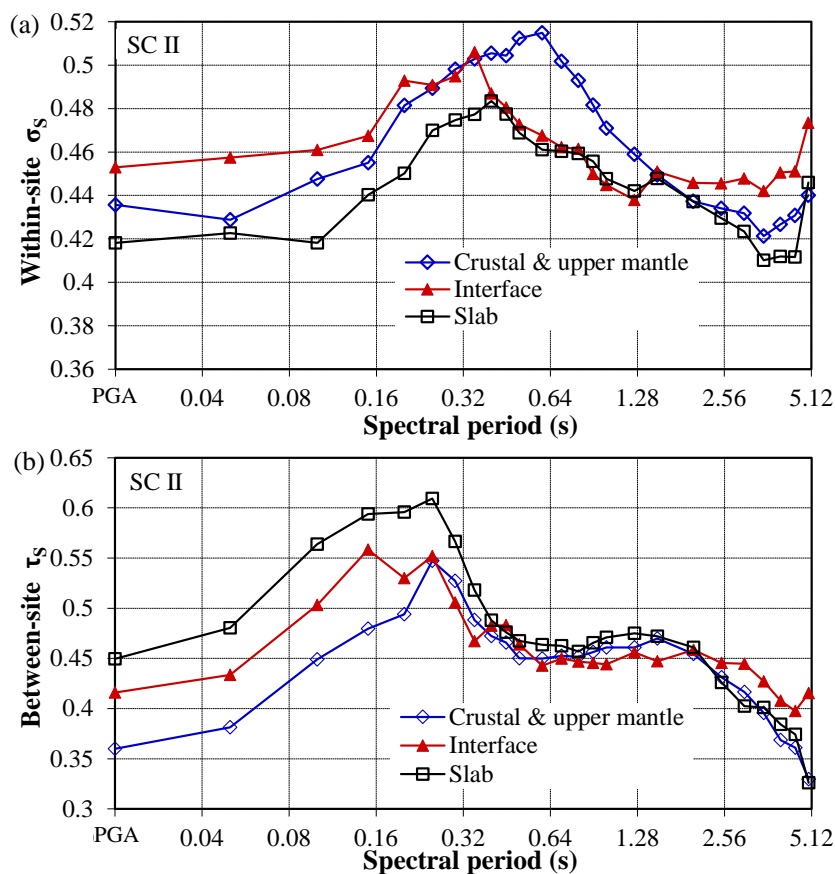 (a)
SC II
Within-site σS
0.52
0.5
0.48
0.46
0.44
0.42
0.4
0.38
0.36
Crustal & upper mantle
Interface
Slab
PGA 0.04 0.08 0.16 0.32 0.64 1.28 2.56 5.12
Spectral period (s)
(b)
SC II
Between-site τS
0.65
0.6
0.55
0.5
0.45
0.4
0.35
0.3
Crustal & upper mantle
Interface
Slab
PGA 0.04 0.08 0.16 0.32 0.64 1.28 2.56 5.12
Spectral period (s)